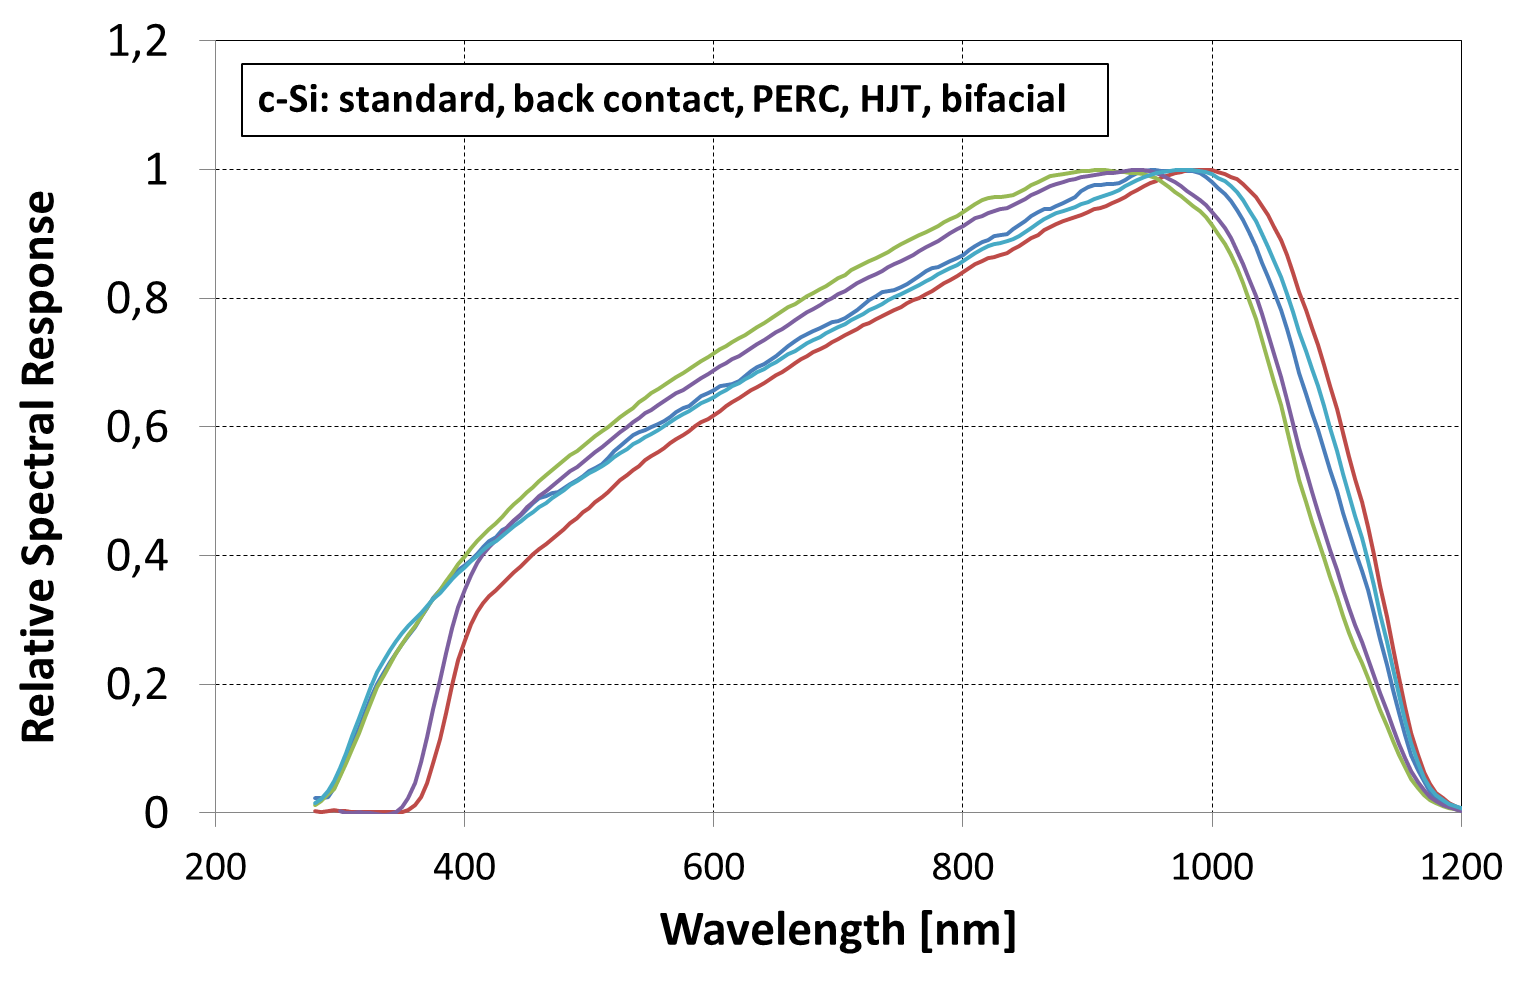 1,2
c-Si: standard, back contact, PERC, HJT, bifacial
1
0,8
0,6
0,4
0,2
0
Relative Spectral Response
200 400 600 800 1000 1200
Wavelength [nm]